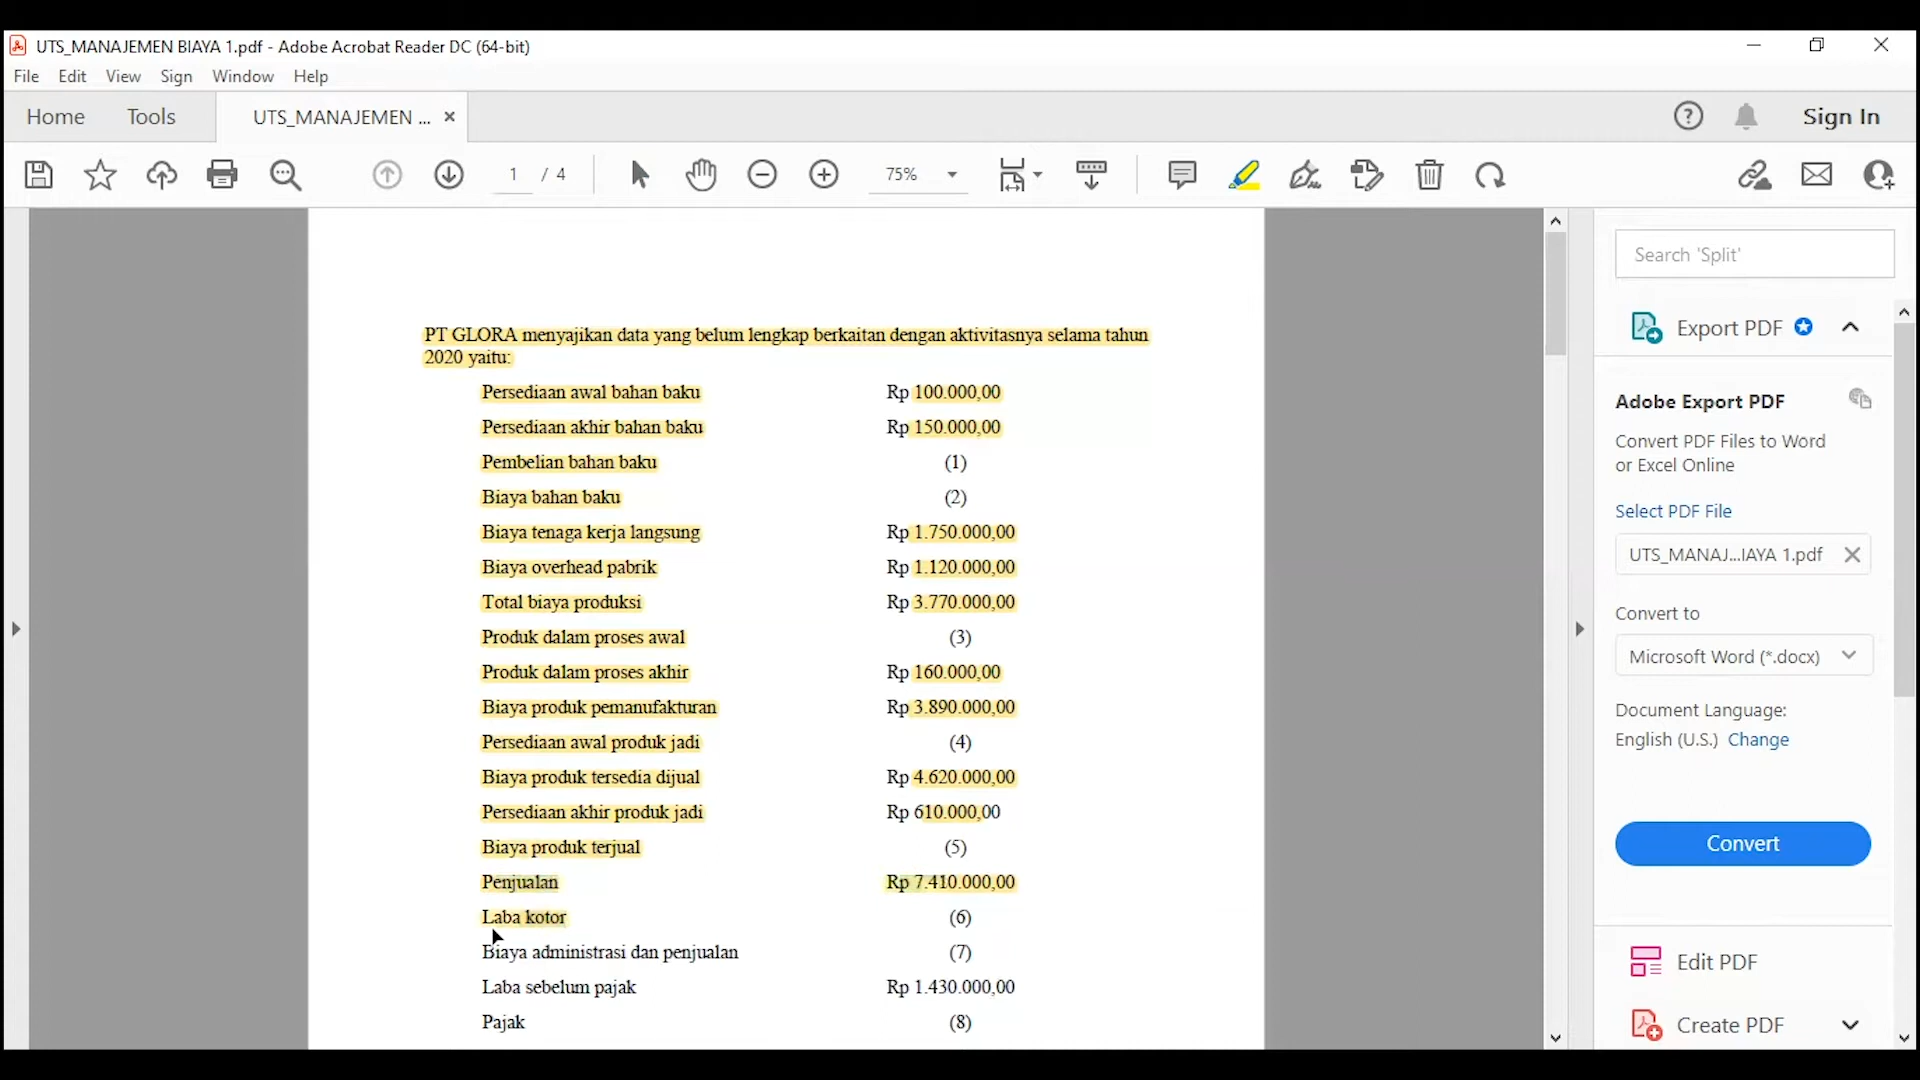 UTS_MANAJEMEN BIAYA 1.pdf - Adobe Acrobat Reader DC (64-bit)
File Edit View Sign Window Help
Home Tools UTS_MANAJEMEN ... Sign In
1 / 4 75%
Search 'Split'
Export PDF
Adobe Export PDF
Convert PDF Files to Word
or Excel Online
Select PDF File
UTS_MANAJ...IAYA 1.pdf
Convert to
Microsoft Word (*.docx)
Document Language:
English (U.S.) Change
Convert
Edit PDF
Create PDF
PT GLORA menyajikan data yang belum lengkap berkaitan dengan aktivitasnya selama tahun
2020 yaitu:
Persediaan awal bahan baku Rp 100.000,00
Persediaan akhir bahan baku Rp 150.000,00
Pembelian bahan baku (1)
Biaya bahan baku (2)
Biaya tenaga kerja langsung Rp 1.750.000,00
Biaya overhead pabrik Rp 1.120.000,00
Total biaya produksi Rp 3.770.000,00
Produk dalam proses awal (3)
Produk dalam proses akhir Rp 160.000,00
Biaya produk pemanufakturan Rp 3.890.000,00
Persediaan awal produk jadi (4)
Biaya produk tersedia dijual Rp 4.620.000,00
Persediaan akhir produk jadi Rp 610.000,00
Biaya produk terjual (5)
Penjualan Rp 7.410.000,00
Laba kotor (6)
Biaya administrasi dan penjualan (7)
Laba sebelum pajak Rp 1.430.000,00
Pajak (8)